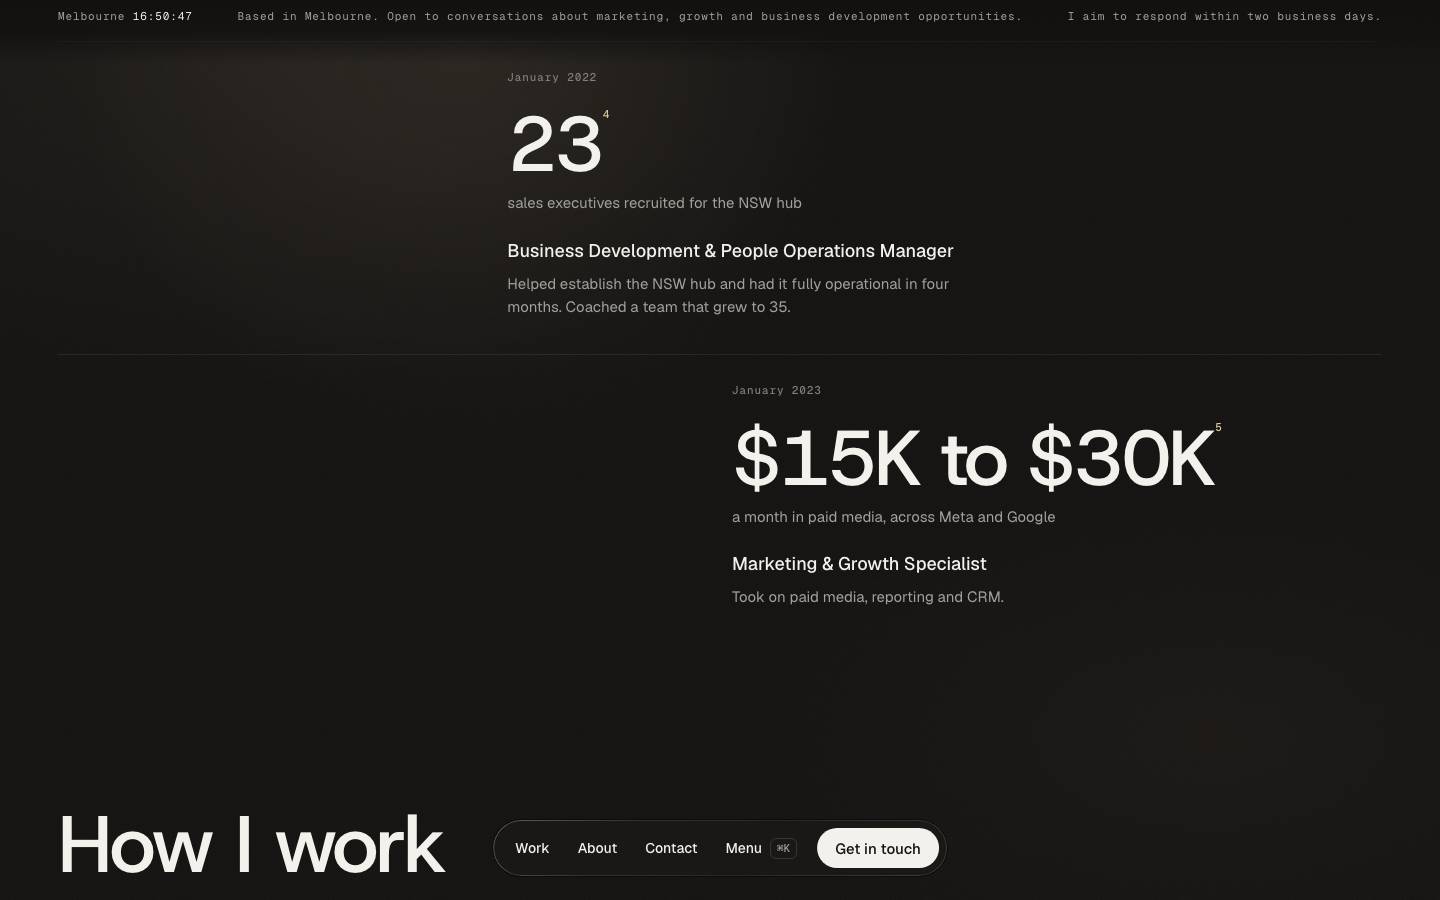 Melbourne 16:50:47 Based in Melbourne. Open to conversations about marketing, growth and business development opportunities. I aim to respond within two business days.
January 2022
23 4
sales executives recruited for the NSW hub
Business Development & People Operations Manager
Helped establish the NSW hub and had it fully operational in four
months. Coached a team that grew to 35.
January 2023
$15K to $30K 5
a month in paid media, across Meta and Google
Marketing & Growth Specialist
Took on paid media, reporting and CRM.
How I work
Work About Contact Menu ⌘K Get in touch